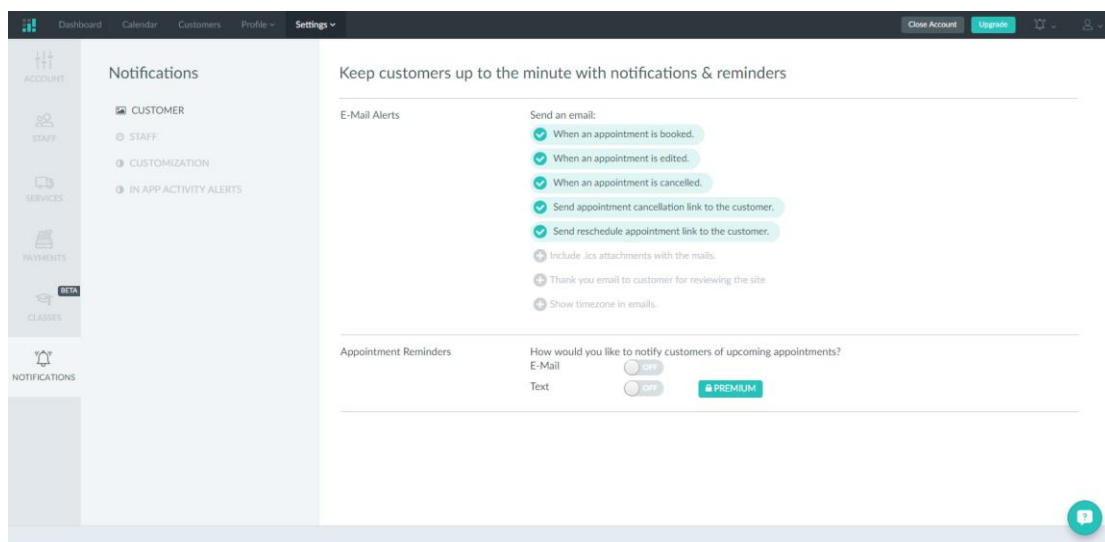 Dashboard Calendar Customers Profile Settings Close Account Upgrade
ACCOUNT
STAFF
SERVICES
PAYMENTS
BETA
CLASSES
NOTIFICATIONS
Notifications
CUSTOMER
STAFF
CUSTOMIZATION
IN APP ACTIVITY ALERTS
Keep customers up to the minute with notifications & reminders
E-Mail Alerts
Send an email:
When an appointment is booked.
When an appointment is edited.
When an appointment is cancelled.
Send appointment cancellation link to the customer.
Send reschedule appointment link to the customer.
Include .ics attachments with the mails.
Thank you email to customer for reviewing the site
Show timezone in emails.
Appointment Reminders
How would you like to notify customers of upcoming appointments?
E-Mail OFF
Text OFF PREMIUM